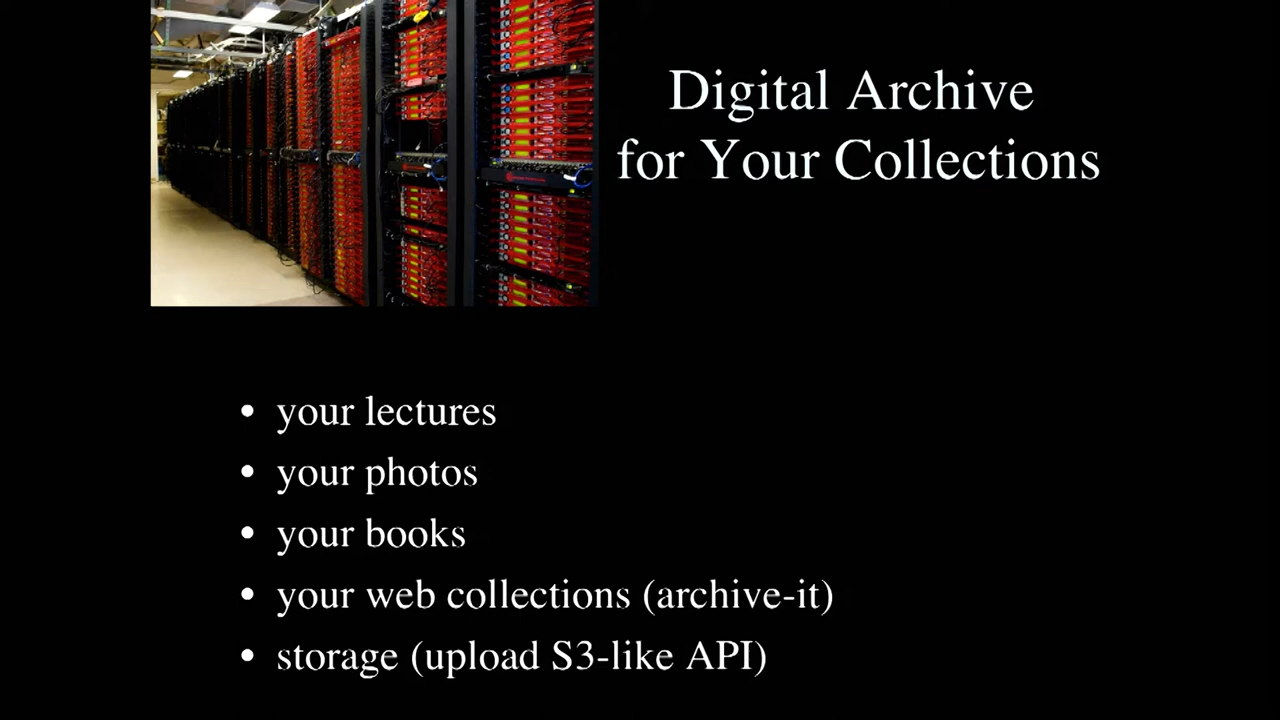 Digital Archive
for Your Collections
• your lectures
• your photos
• your books
• your web collections (archive-it)
• storage (upload S3-like API)